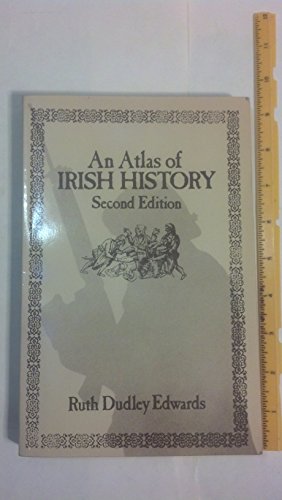 An Atlas of
IRISH HISTORY
Second Edition
Ruth Dudley Edwards